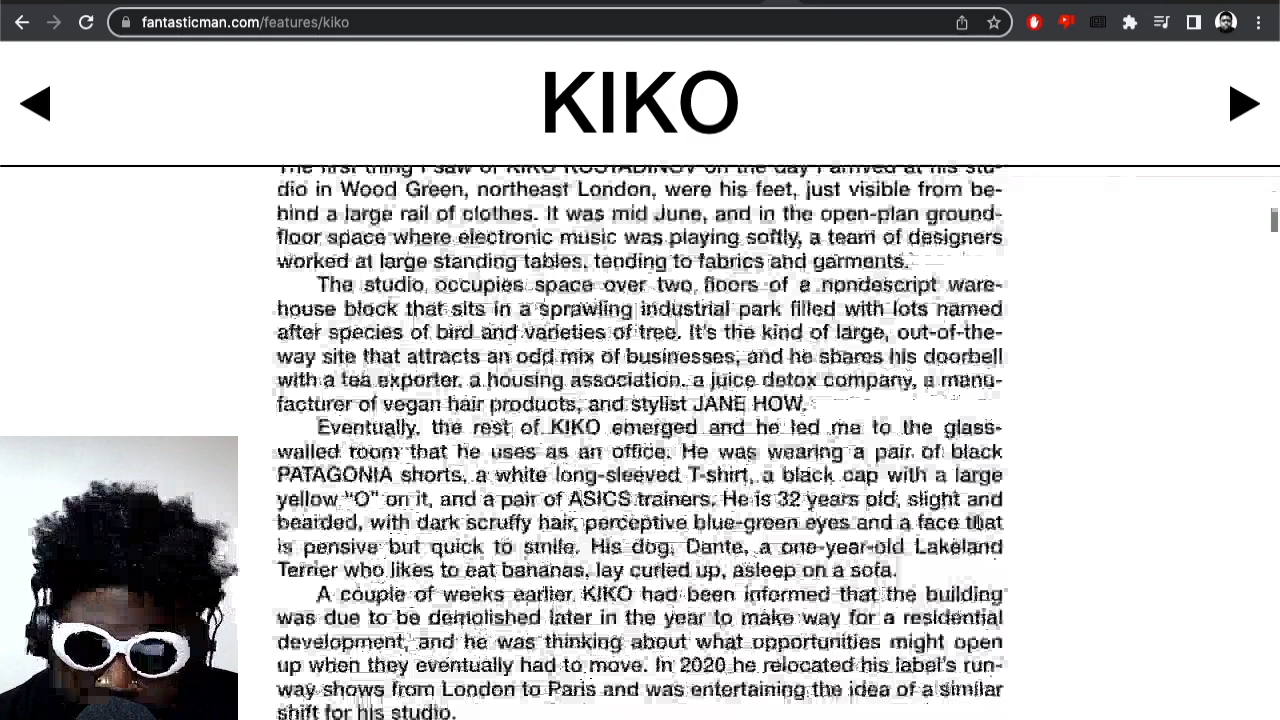 fantasticman.com/features/kiko
KIKO
The first thing I saw of KIKO KOSTADINOV on the day I arrived at his stu-
dio in Wood Green, northeast London, were his feet, just visible from be-
hind a large rail of clothes. It was mid June, and in the open-plan ground-
floor space where electronic music was playing softly, a team of designers
worked at large standing tables, tending to fabrics and garments.
The studio occupies space over two floors of a nondescript ware-
house block that sits in a sprawling industrial park filled with lots named
after species of bird and varieties of tree. It's the kind of large, out-of-the-
way site that attracts an odd mix of businesses, and he shares his doorbell
with a tea exporter, a housing association, a juice detox company, a manu-
facturer of vegan hair products, and stylist JANE HOW.
Eventually, the rest of KIKO emerged and he led me to the glass-
walled room that he uses as an office. He was wearing a pair of black
PATAGONIA shorts, a white long-sleeved T-shirt, a black cap with a large
yellow "O" on it, and a pair of ASICS trainers. He is 32 years old, slight and
bearded, with dark scruffy hair, perceptive blue-green eyes and a face that
is pensive but quick to smile. His dog, Dante, a one-year-old Lakeland
Terrier who likes to eat bananas, lay curled up, asleep on a sofa.
A couple of weeks earlier, KIKO had been informed that the building
was due to be demolished later in the year to make way for a residential
development, and he was thinking about what opportunities might open
up when they eventually had to move. In 2020 he relocated his label's run-
way shows from London to Paris and was entertaining the idea of a similar
shift for his studio.